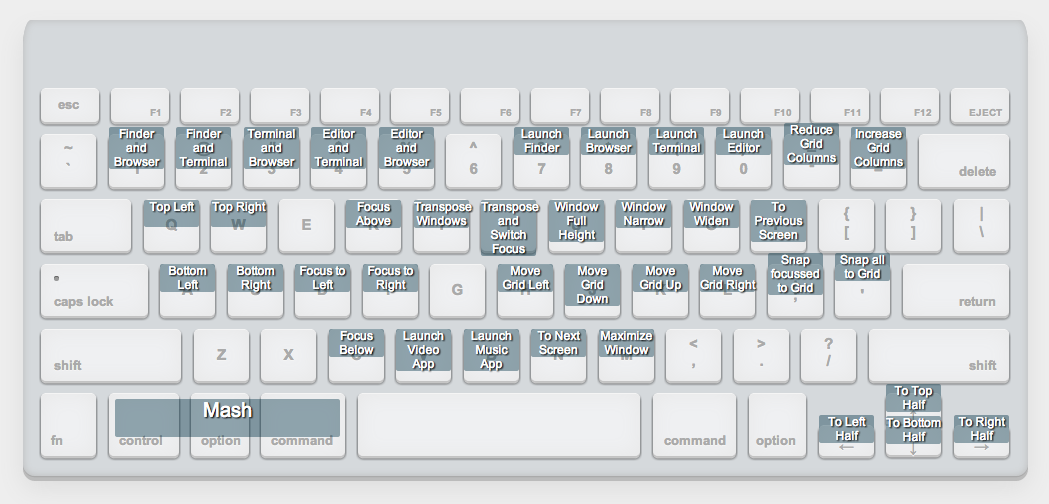 esc
F1
F2
F3
F4
F5
F6
F7
F8
F9
F10
F11
F12
EJECT
~
`
Finder
and
Browser
1
Finder
and
Terminal
2
Terminal
and
Browser
3
Editor
and
Terminal
4
Editor
and
Browser
5
^
6
Launch
Finder
7
Launch
Browser
8
Launch
Terminal
9
Launch
Editor
0
Reduce
Grid
Columns
Increase
Grid
Columns
delete
tab
Top Left
Q
Top Right
W
E
Focus
Above
Transpose
Windows
Transpose
and
Switch
Focus
Window
Full
Height
Window
Narrow
Window
Widen
To
Previous
Screen
{
[
}
]
|
\
caps lock
Bottom
Left
Bottom
Right
Focus to
Left
Focus to
Right
G
Move
Grid Left
Move
Grid
Down
Move
Grid Up
Move
Grid Right
Snap
focussed
to Grid
Snap all
to Grid
return
shift
Z
X
Focus
Below
Launch
Video
App
Launch
Music
App
To Next
Screen
Maximize
Window
<
,
>
.
?
/
shift
fn
Mash
control
option
command
command
option
To Left
Half
←
To Top
Half
To Bottom
Half
↓
To Right
Half
→